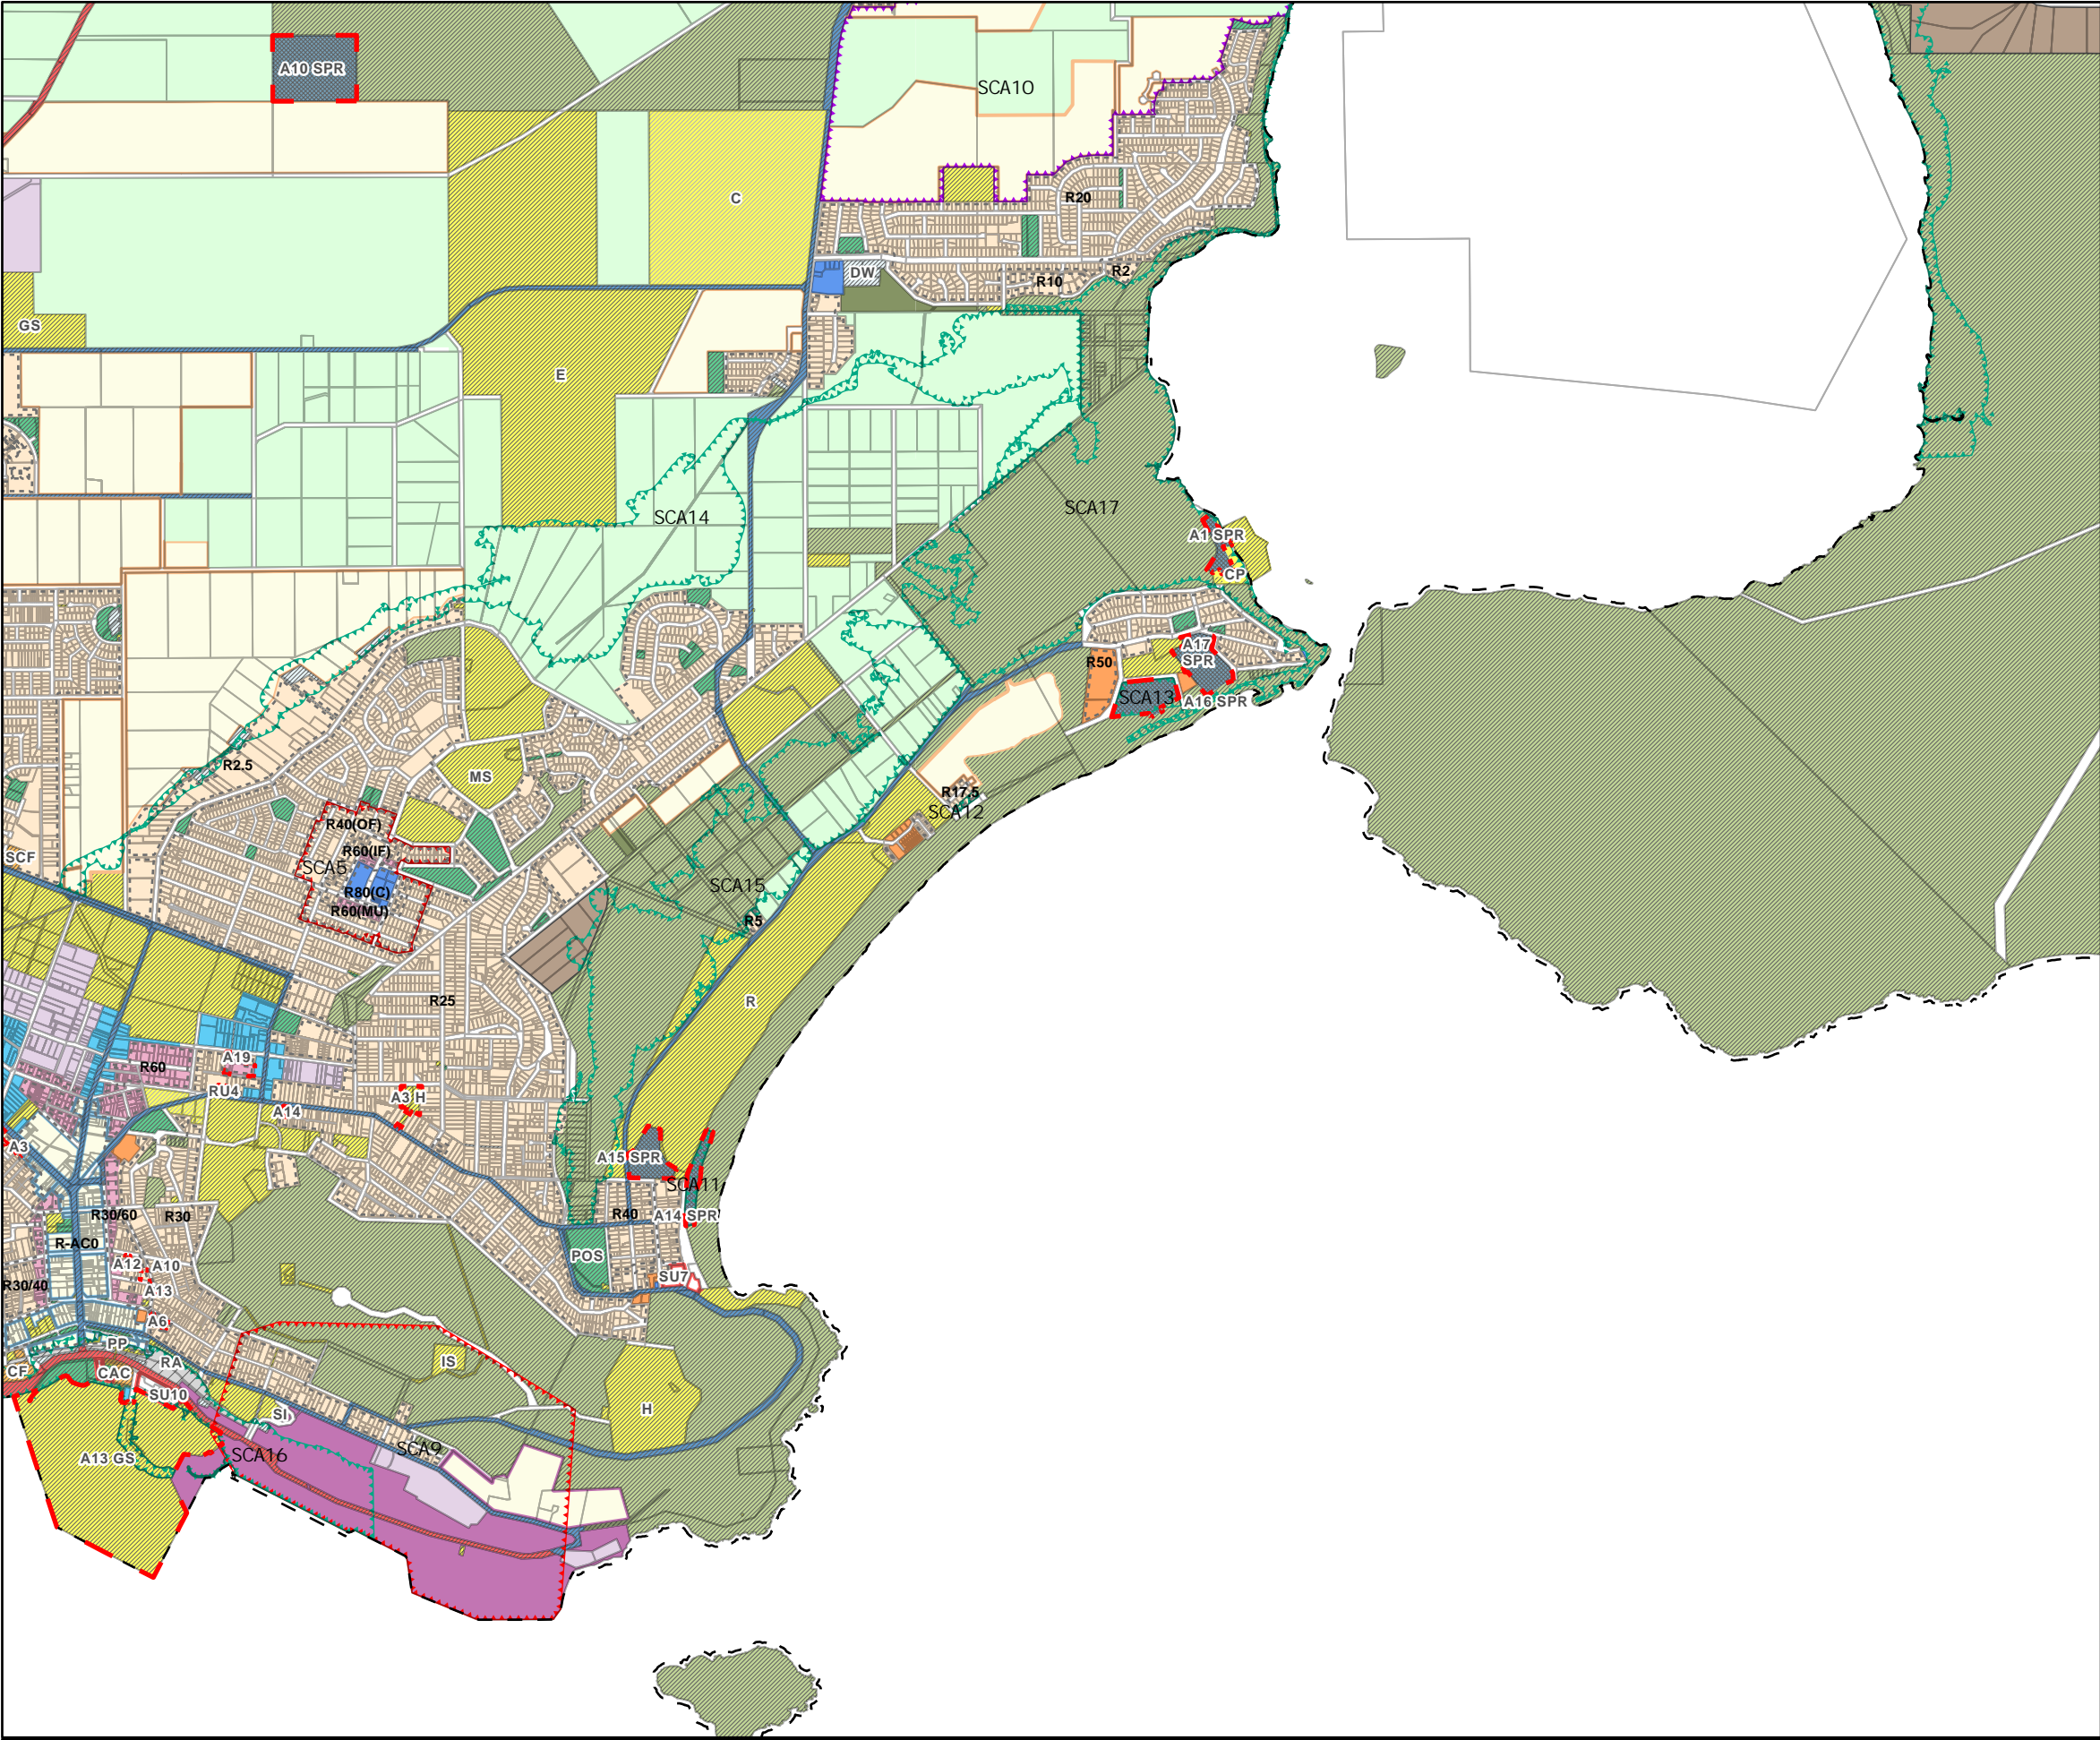 A10 SPR
SCA10
C
R20
DW
R2
R10
GS
E
SCA14
SCA17
A1 SPR
CP
A17
SPR
R50
SCA13
A16 SPR
R2.5
MS
R17.5
SCA12
R40(OF)
R60(IF)
SCF
SCA5
R80(C)
R60(MU)
SCA15
R5
R25
R
A19
R60
RU4
A3 H
A14
A3
A15 SPR
SCA11
R30/60
R30
R40
A14 SPR
R-AC0
POS
A12
A10
SU7
R30/40
A13
A6
PP
RA
IS
CF
CAC
SU10
H
SI
SCA9
A13 GS
SCA16